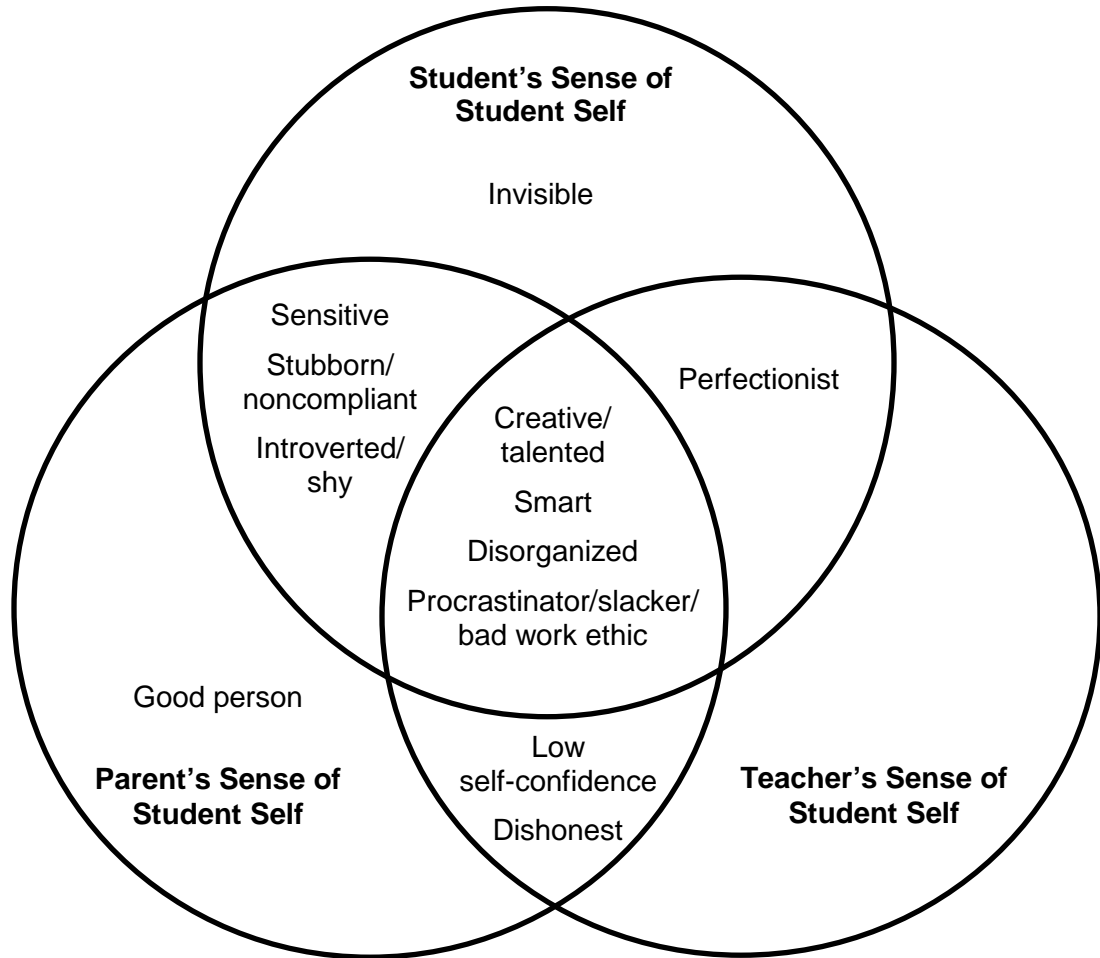 Student’s Sense of
Student Self
Invisible
Sensitive
Stubborn/
noncompliant
Introverted/
shy
Perfectionist
Creative/
talented
Smart
Disorganized
Procrastinator/slacker/
bad work ethic
Good person
Parent’s Sense of
Student Self
Low
self-confidence
Dishonest
Teacher’s Sense of
Student Self